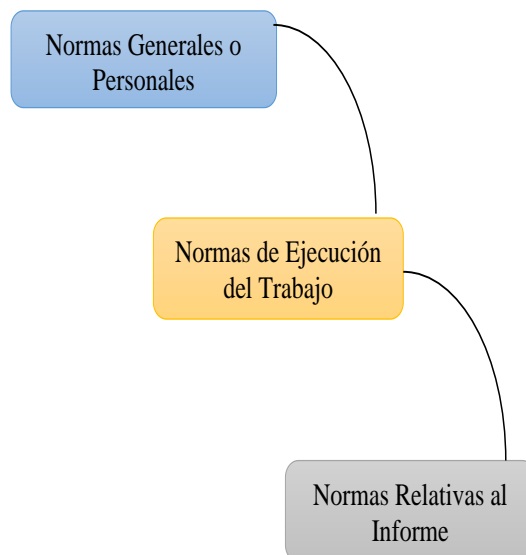 Normas Generales o
Personales
Normas de Ejecución
del Trabajo
Normas Relativas al
Informe